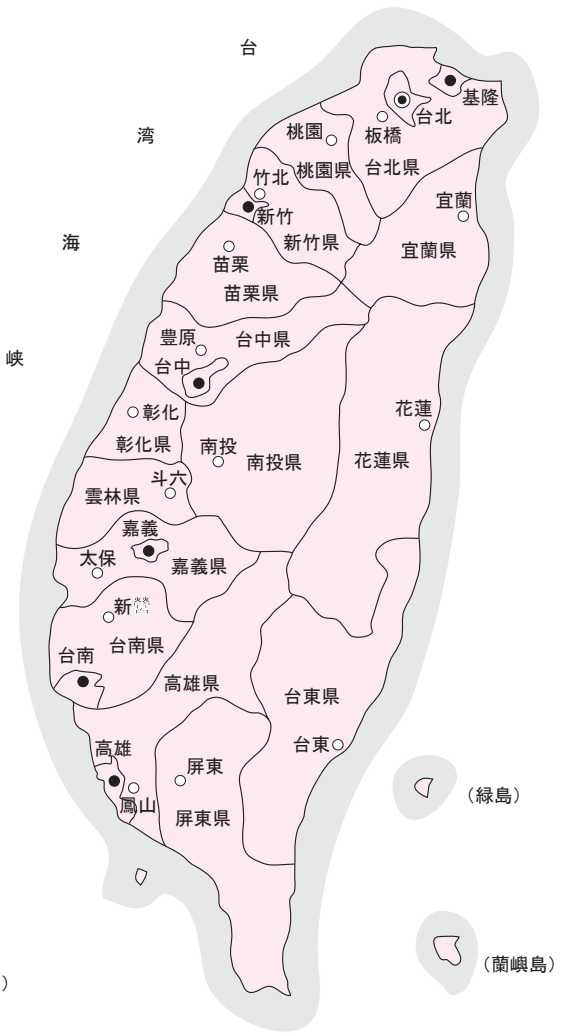 台
湾
海
峡
基隆
台北
板橋
台北県
桃園
桃園県
竹北
新竹
新竹県
宜蘭
宜蘭県
苗栗
苗栗県
豊原
台中県
台中
彰化
彰化県
南投
南投県
花蓮
花蓮県
斗六
雲林県
嘉義
嘉義県
太保
新營
台南県
台南
高雄県
高雄
鳳山
屏東
屏東県
台東県
台東
（緑島）
（蘭嶼島）
）